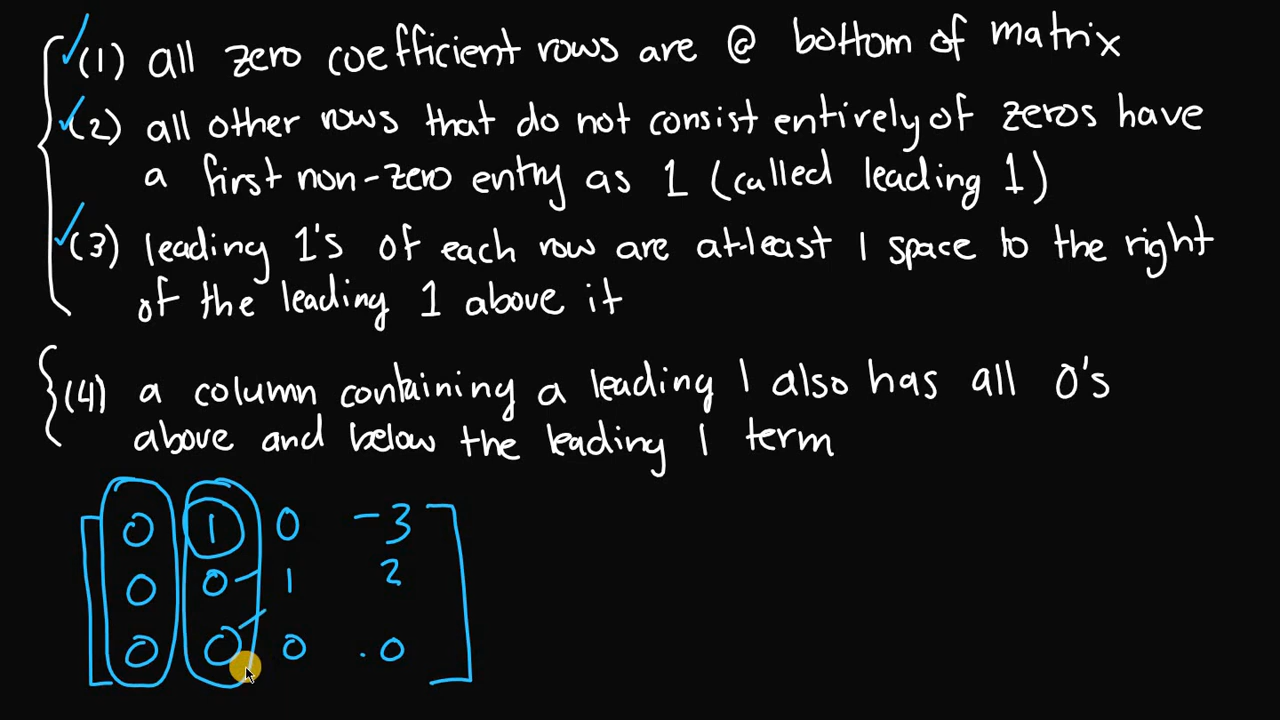 (1) all zero coefficient rows are @ bottom of matrix
(2) all other rows that do not consist entirely of zeros have
a first non-zero entry as 1 (called leading 1)
(3) leading 1's of each row are at-least 1 space to the right
of the leading 1 above it
(4) a column containing a leading 1 also has all 0's
above and below the leading 1 term
0 1 0 -3
0 0 1 2
0 0 0 0